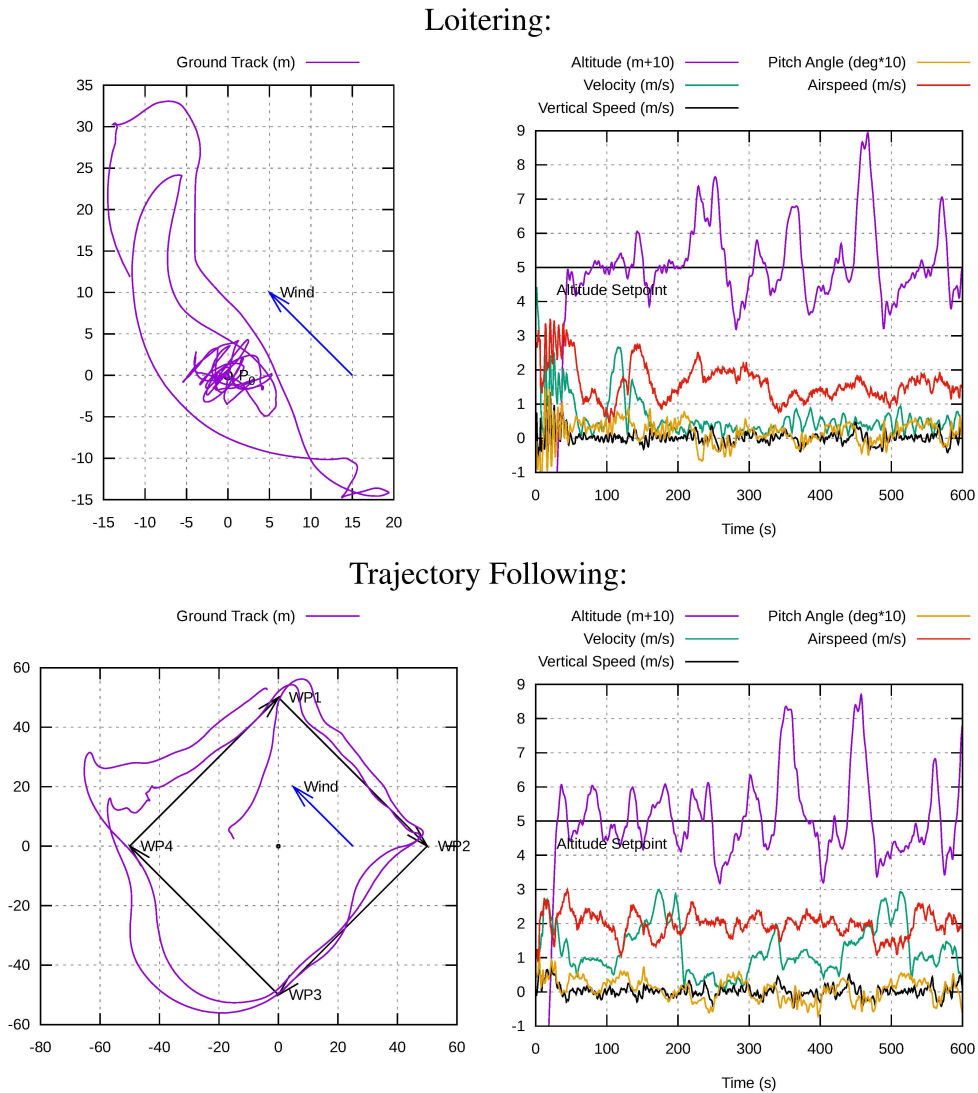 Loitering:
Ground Track (m)
35
30
25
20
15
10
5
0
-5
-10
-15
-15 -10 -5 0 5 10 15 20
Wind
P0
Altitude (m+10) Pitch Angle (deg*10)
Velocity (m/s) Airspeed (m/s)
Vertical Speed (m/s)
9
8
7
6
5
4
3
2
1
0
-1
Altitude Setpoint
0 100 200 300 400 500 600
Time (s)
Trajectory Following:
Ground Track (m)
60
40
20
0
-20
-40
-60
-80 -60 -40 -20 0 20 40 60
WP1
Wind
WP4
WP2
WP3
Altitude (m+10) Pitch Angle (deg*10)
Velocity (m/s) Airspeed (m/s)
Vertical Speed (m/s)
9
8
7
6
5
4
3
2
1
0
-1
Altitude Setpoint
0 100 200 300 400 500 600
Time (s)